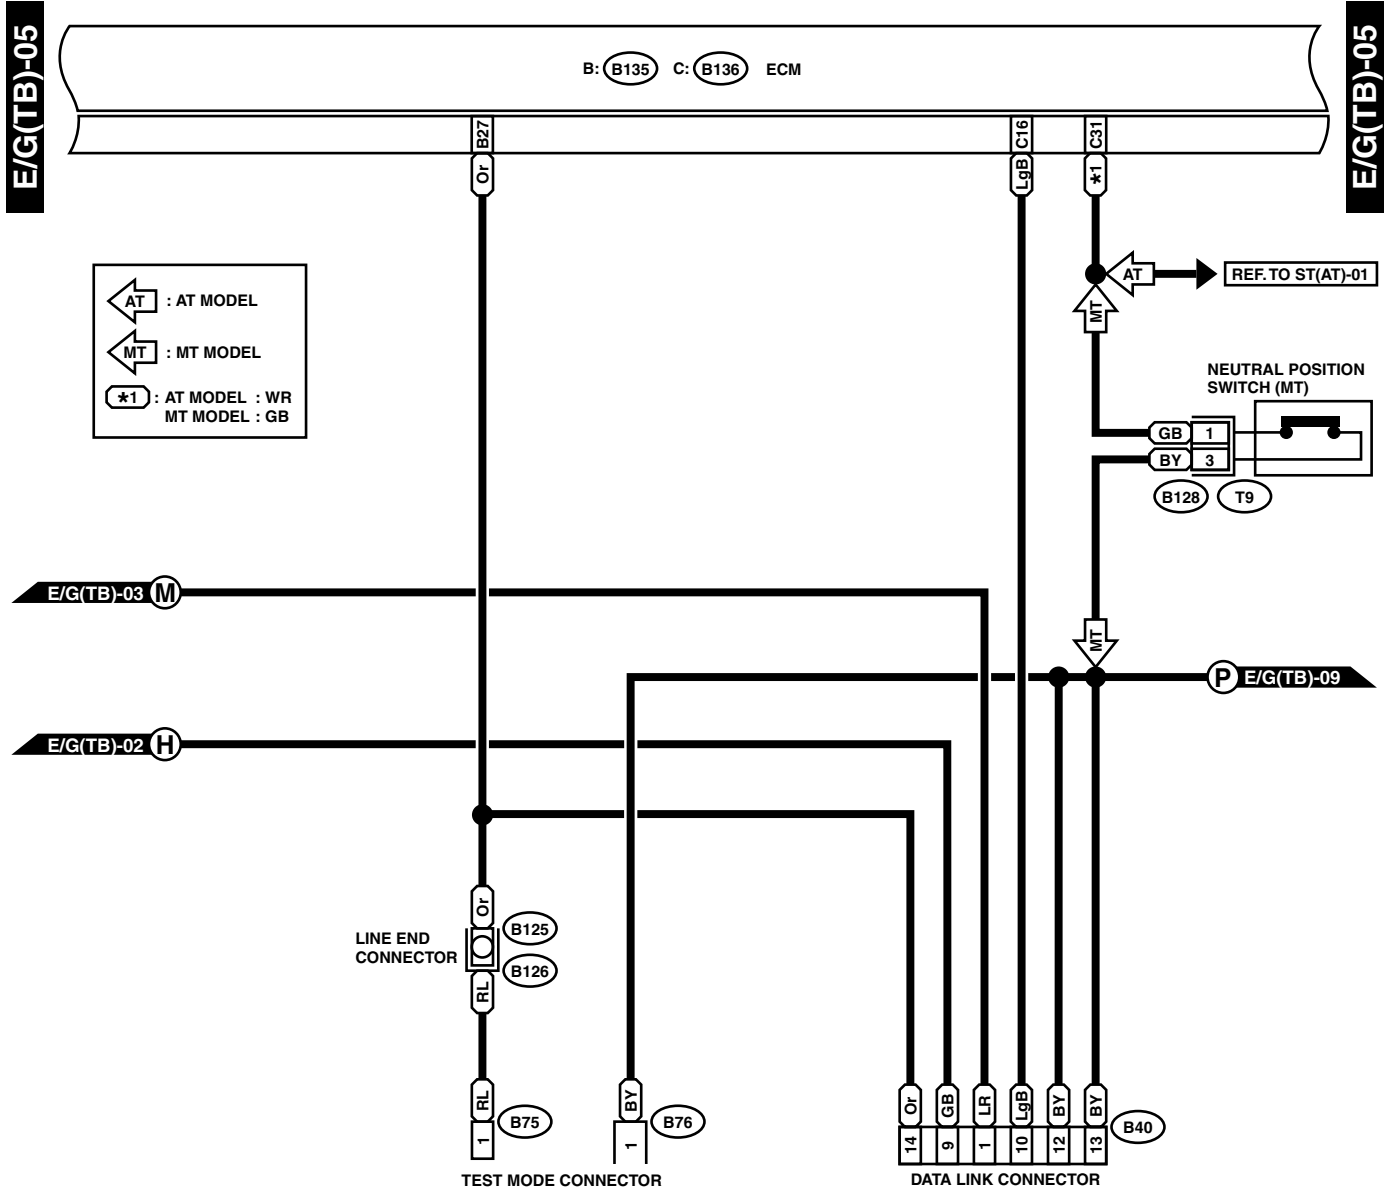 E/G(TB)-05
E/G(TB)-05
B: B135 C: B136 ECM
B27
C16
C31
Or
LgB
*1
AT
REF. TO ST(AT)-01
MT
AT : AT MODEL
MT : MT MODEL
*1 : AT MODEL : WR
MT MODEL : GB
NEUTRAL POSITION
SWITCH (MT)
GB 1
BY 3
B128 T9
E/G(TB)-03 M
MT
P E/G(TB)-09
E/G(TB)-02 H
Or
B125
LINE END
CONNECTOR
B126
RL
RL
BY
Or
GB
LR
LgB
BY
BY
B75
B76
B40
1
1
14
9
1
10
12
13
TEST MODE CONNECTOR
DATA LINK CONNECTOR